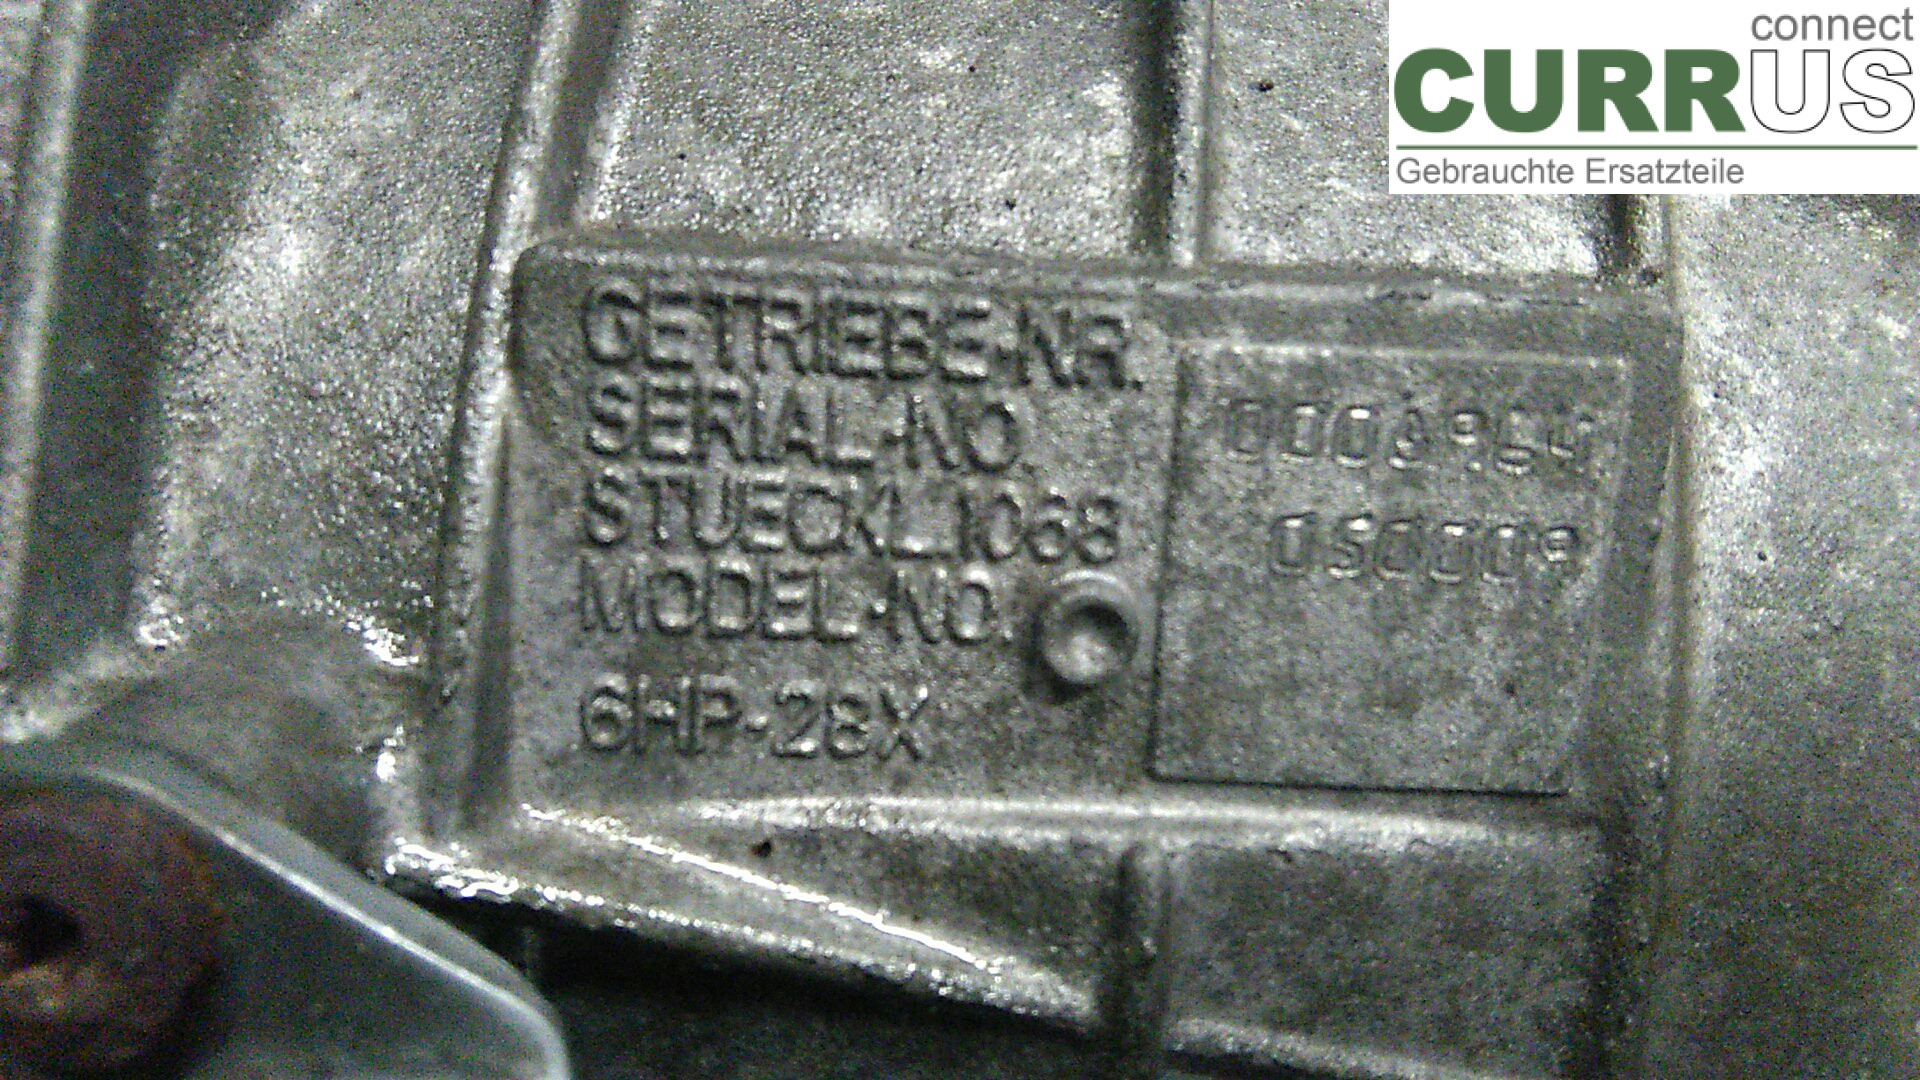 connect
CURRUS
Gebrauchte Ersatzteile
GETRIEBE-NR.
SERIAL-NO.
STUECKL.1068
MODEL-NO.
6HP-28X